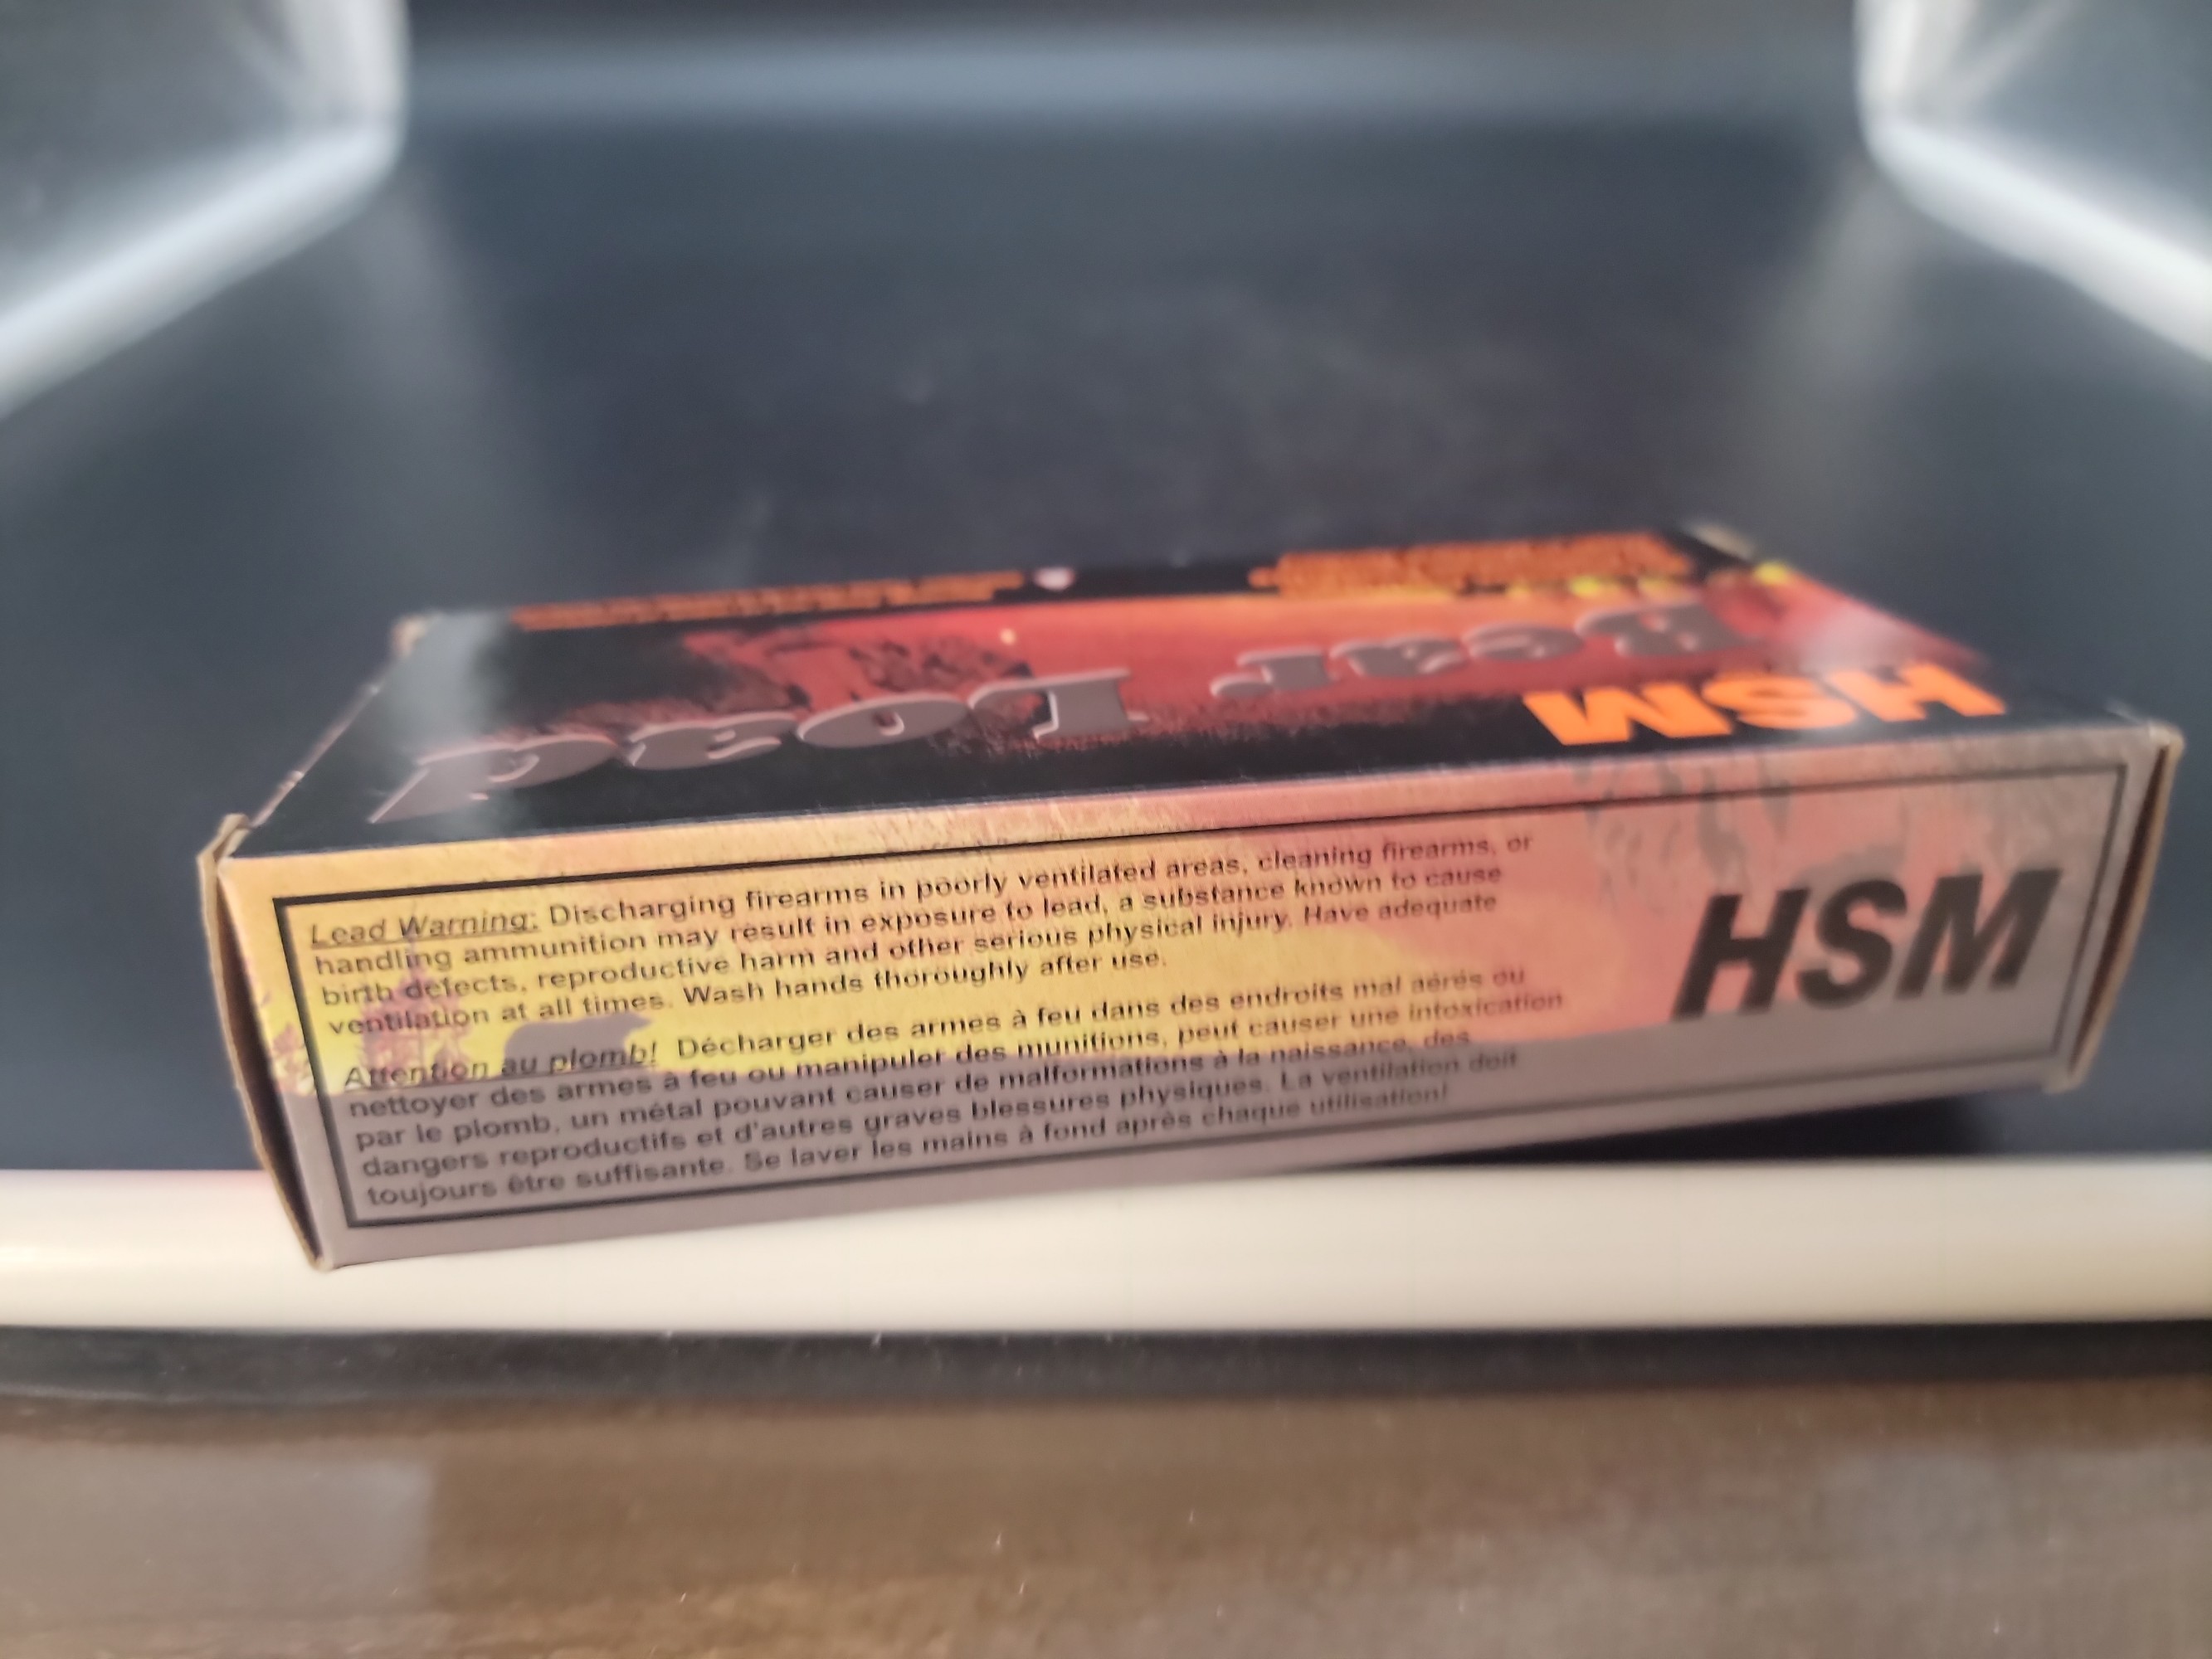 Bear Load
HSM
Lead Warning: Discharging firearms in poorly ventilated areas, cleaning firearms, or
handling ammunition may result in exposure to lead, a substance known to cause
birth defects, reproductive harm and other serious physical injury. Have adequate
ventilation at all times. Wash hands thoroughly after use.
Attention au plomb! Décharger des armes à feu dans des endroits mal aérés ou
nettoyer des armes à feu ou manipuler des munitions, peut causer une intoxication
par le plomb, un métal pouvant causer de malformations à la naissance, des
dangers reproductifs et d'autres graves blessures physiques. La ventilation doit
toujours être suffisante. Se laver les mains à fond après chaque utilisation!
HSM